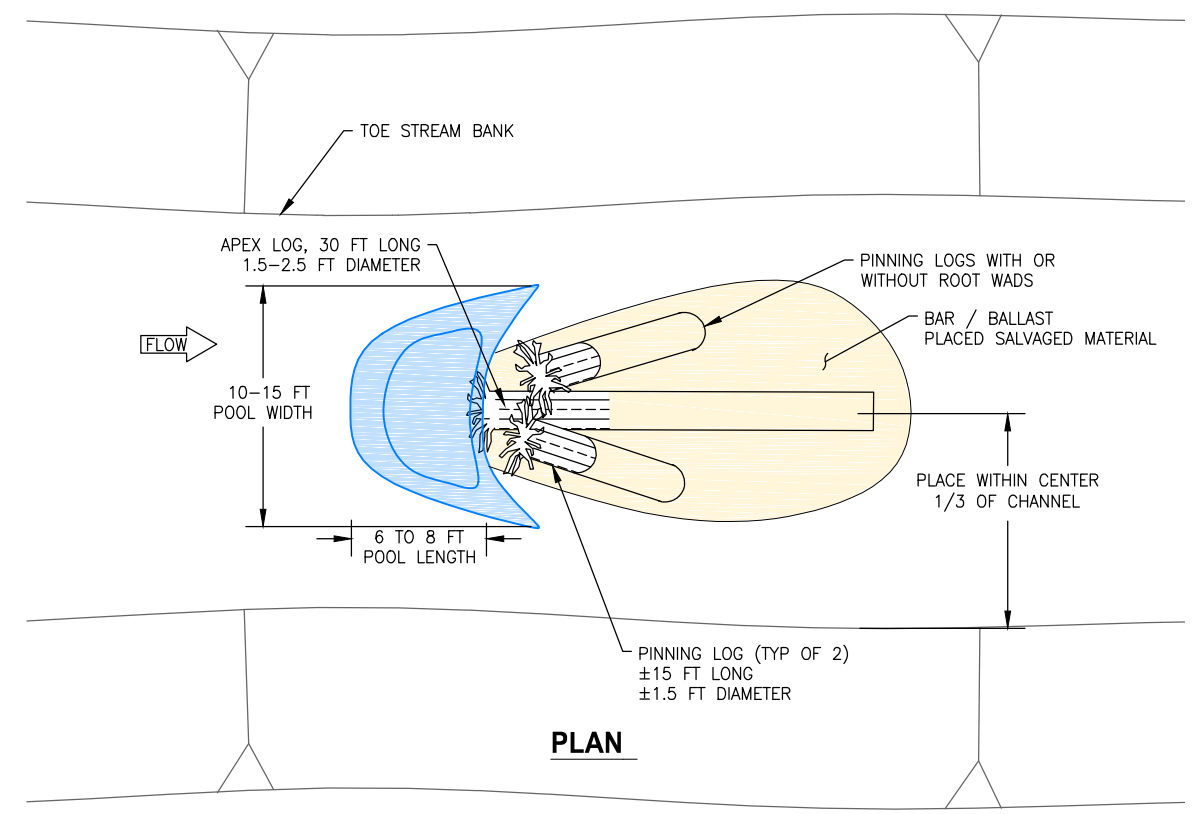 TOE STREAM BANK
APEX LOG, 30 FT LONG
1.5-2.5 FT DIAMETER
PINNING LOGS WITH OR
WITHOUT ROOT WADS
BAR / BALLAST
PLACED SALVAGED MATERIAL
FLOW
10-15 FT
POOL WIDTH
PLACE WITHIN CENTER
1/3 OF CHANNEL
6 TO 8 FT
POOL LENGTH
PINNING LOG (TYP OF 2)
±15 FT LONG
±1.5 FT DIAMETER
PLAN